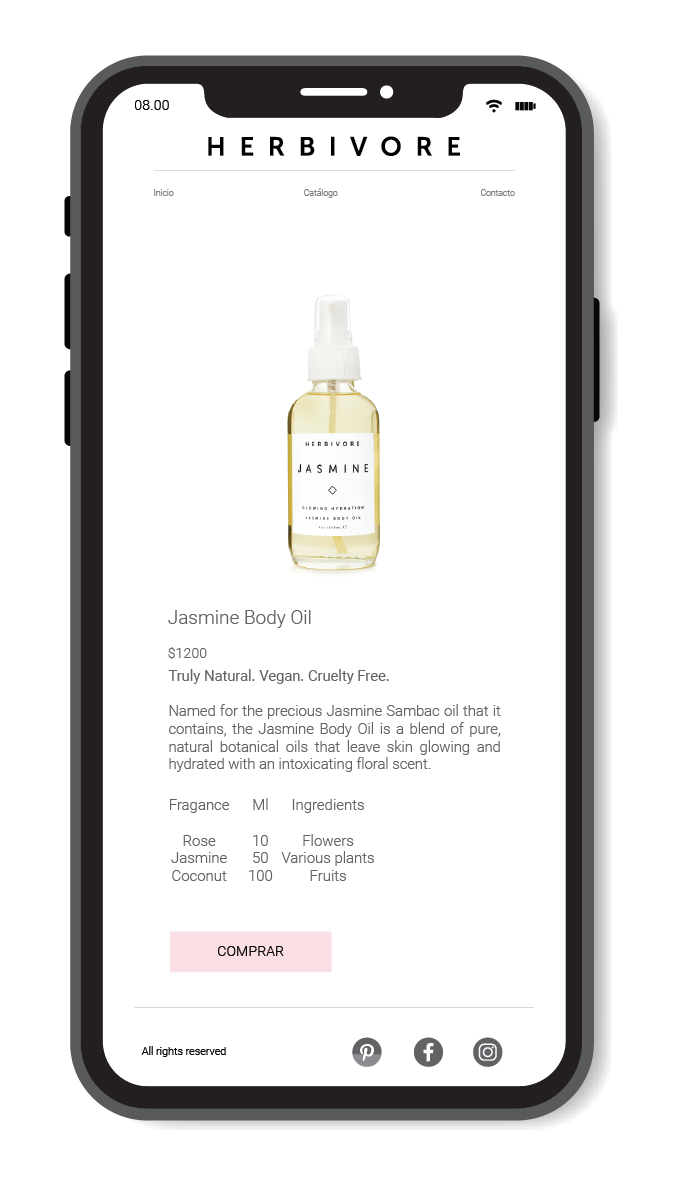 08.00
HERBIVORE
Inicio Catálogo Contacto
HERBIVORE
JASMINE
GLOWING HYDRATION
JASMINE BODY OIL
Jasmine Body Oil
$1200
Truly Natural. Vegan. Cruelty Free.
Named for the precious Jasmine Sambac oil that it
contains, the Jasmine Body Oil is a blend of pure,
natural botanical oils that leave skin glowing and
hydrated with an intoxicating floral scent.
Fragance Ml Ingredients
Rose 10 Flowers
Jasmine 50 Various plants
Coconut 100 Fruits
COMPRAR
All rights reserved